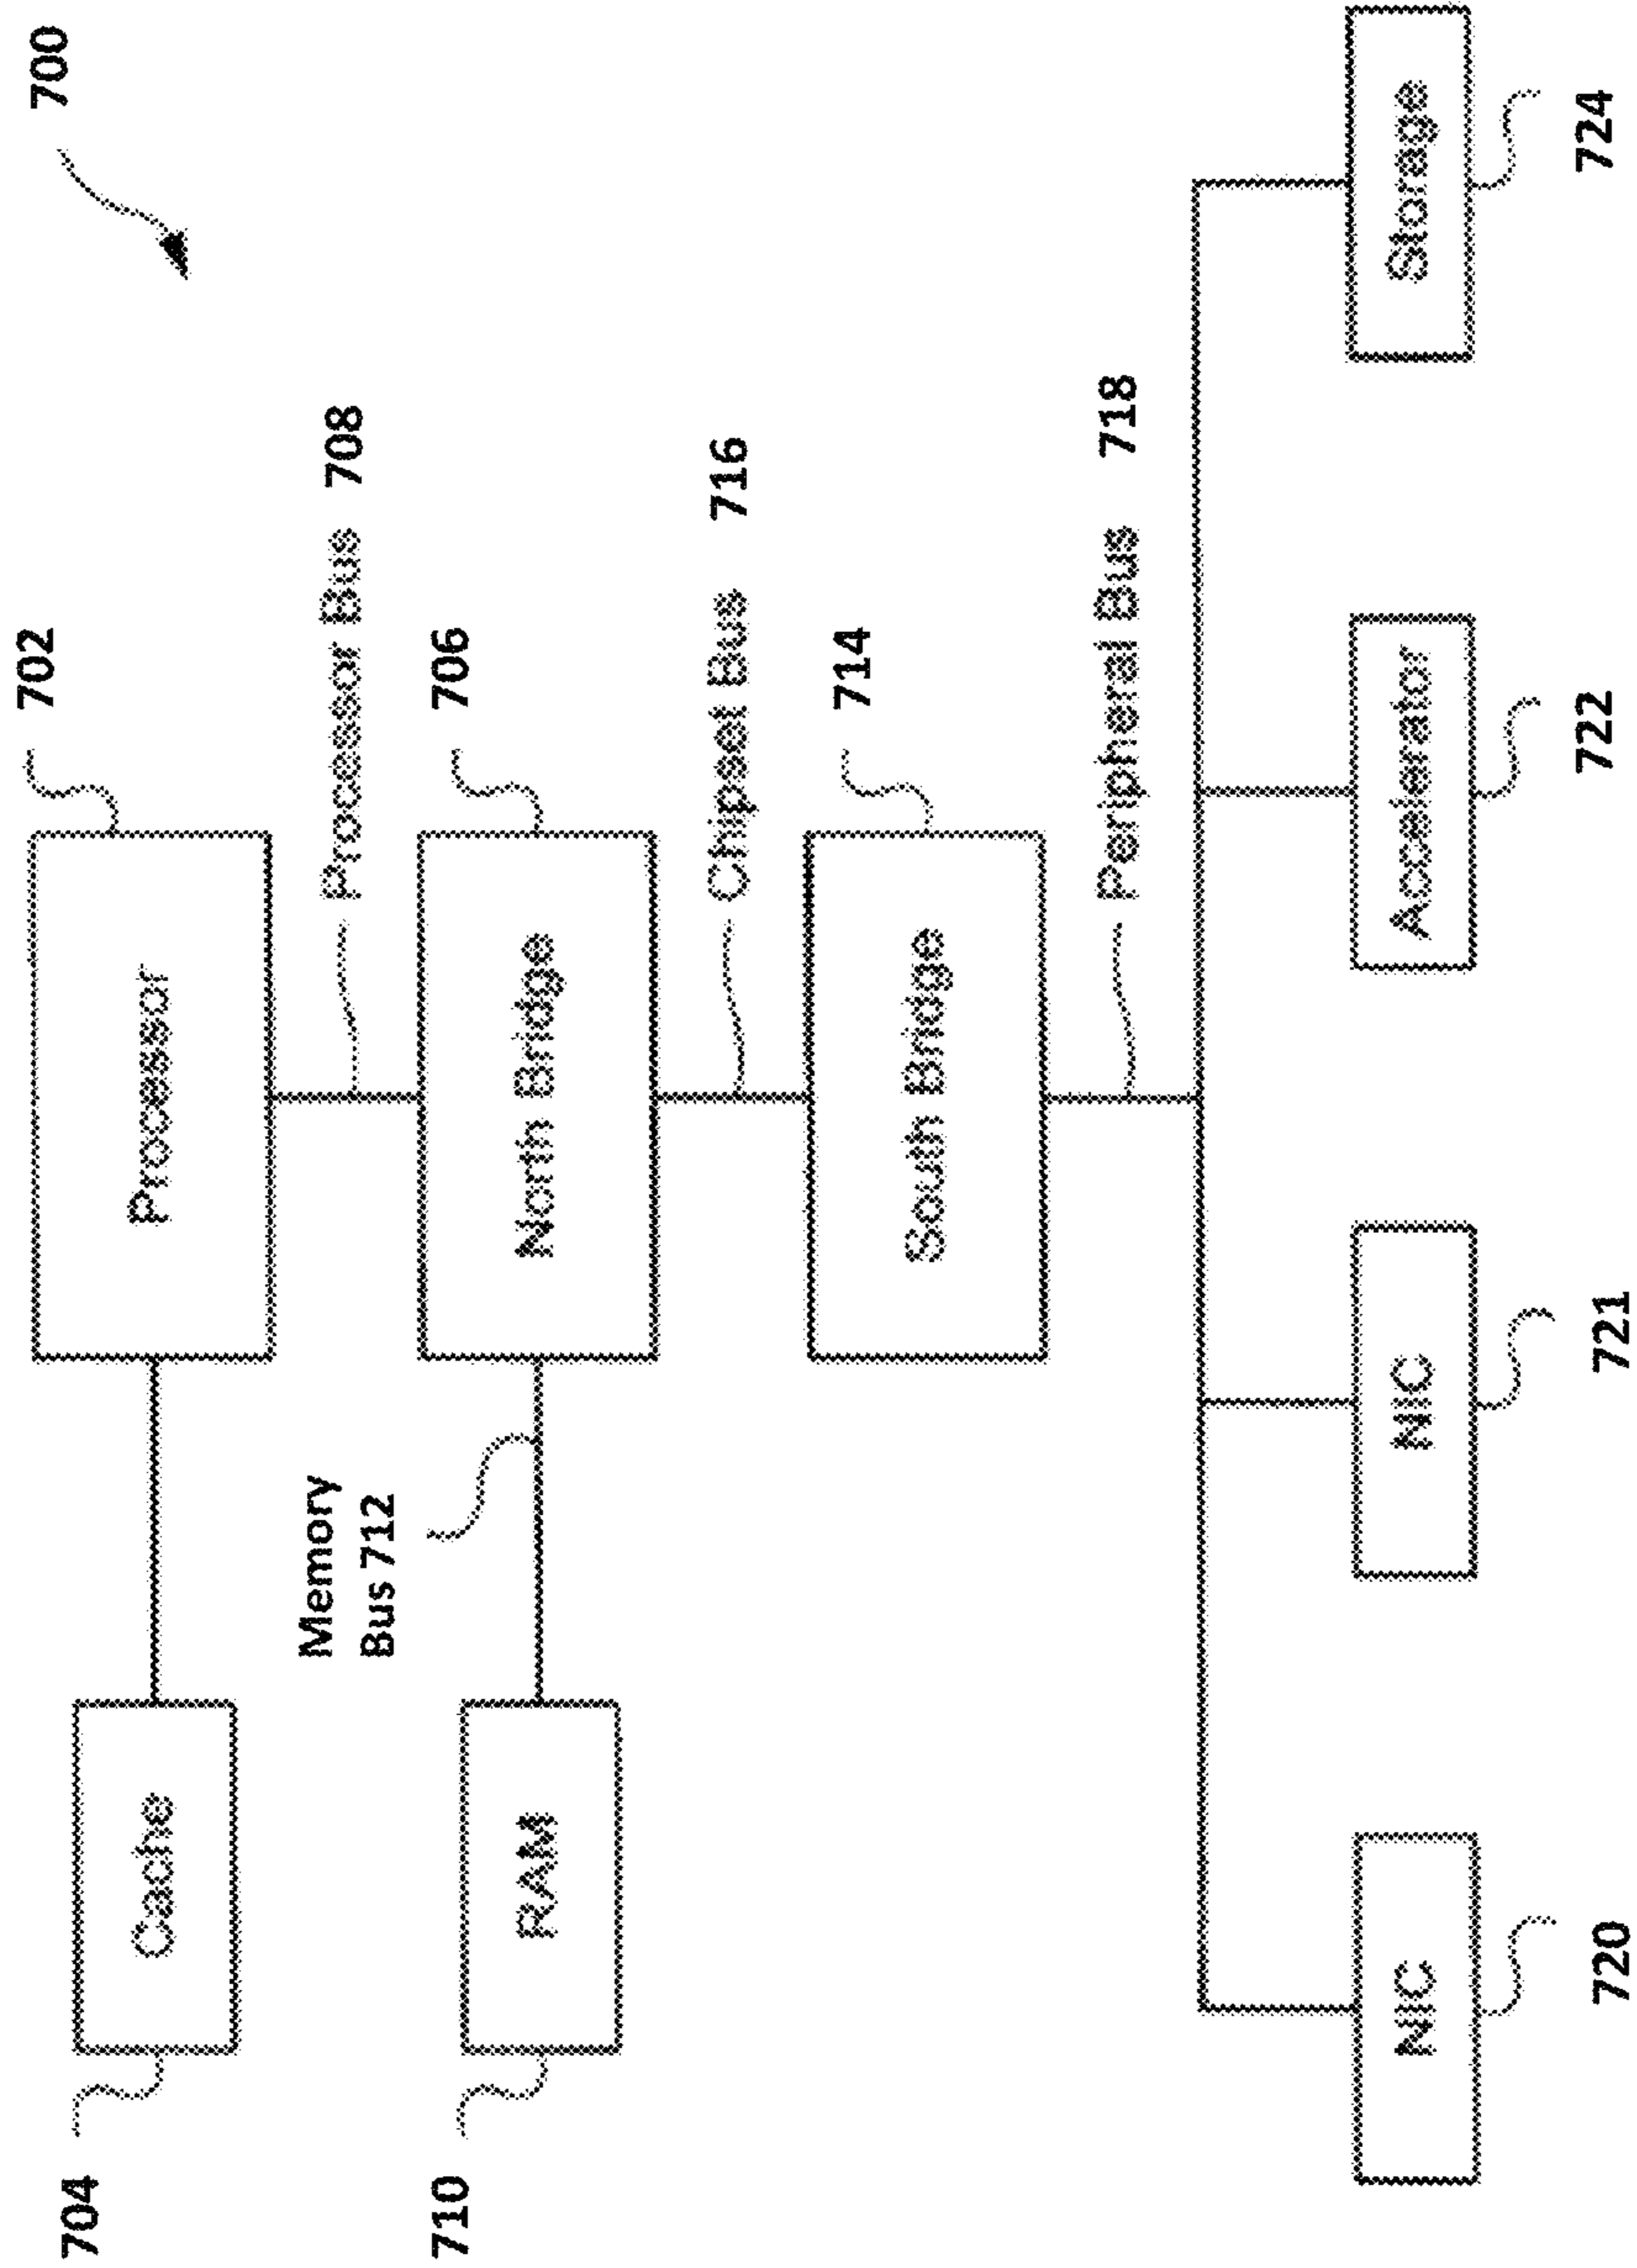 700
702
704
Cache
Processor
Processor Bus 708
Memory
Bus 712
706
710
RAM
North Bridge
Chipset Bus 716
714
South Bridge
Peripheral Bus 718
NIC
NIC
Accelerator
Storage
720
721
722
724